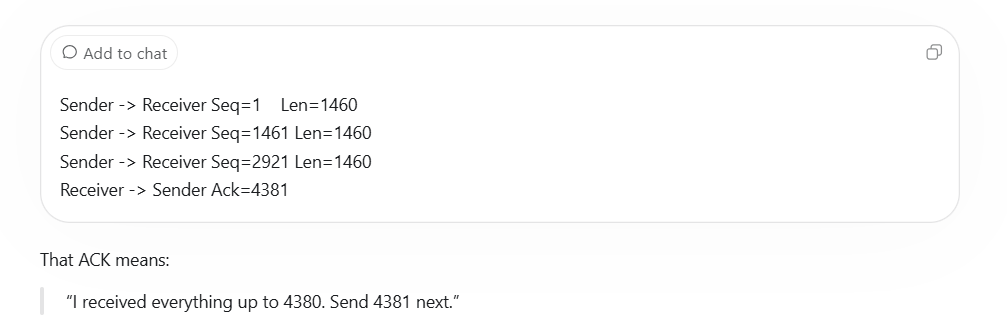 Add to chat
Sender -> Receiver Seq=1    Len=1460
Sender -> Receiver Seq=1461 Len=1460
Sender -> Receiver Seq=2921 Len=1460
Receiver -> Sender Ack=4381
That ACK means:
“I received everything up to 4380. Send 4381 next.”